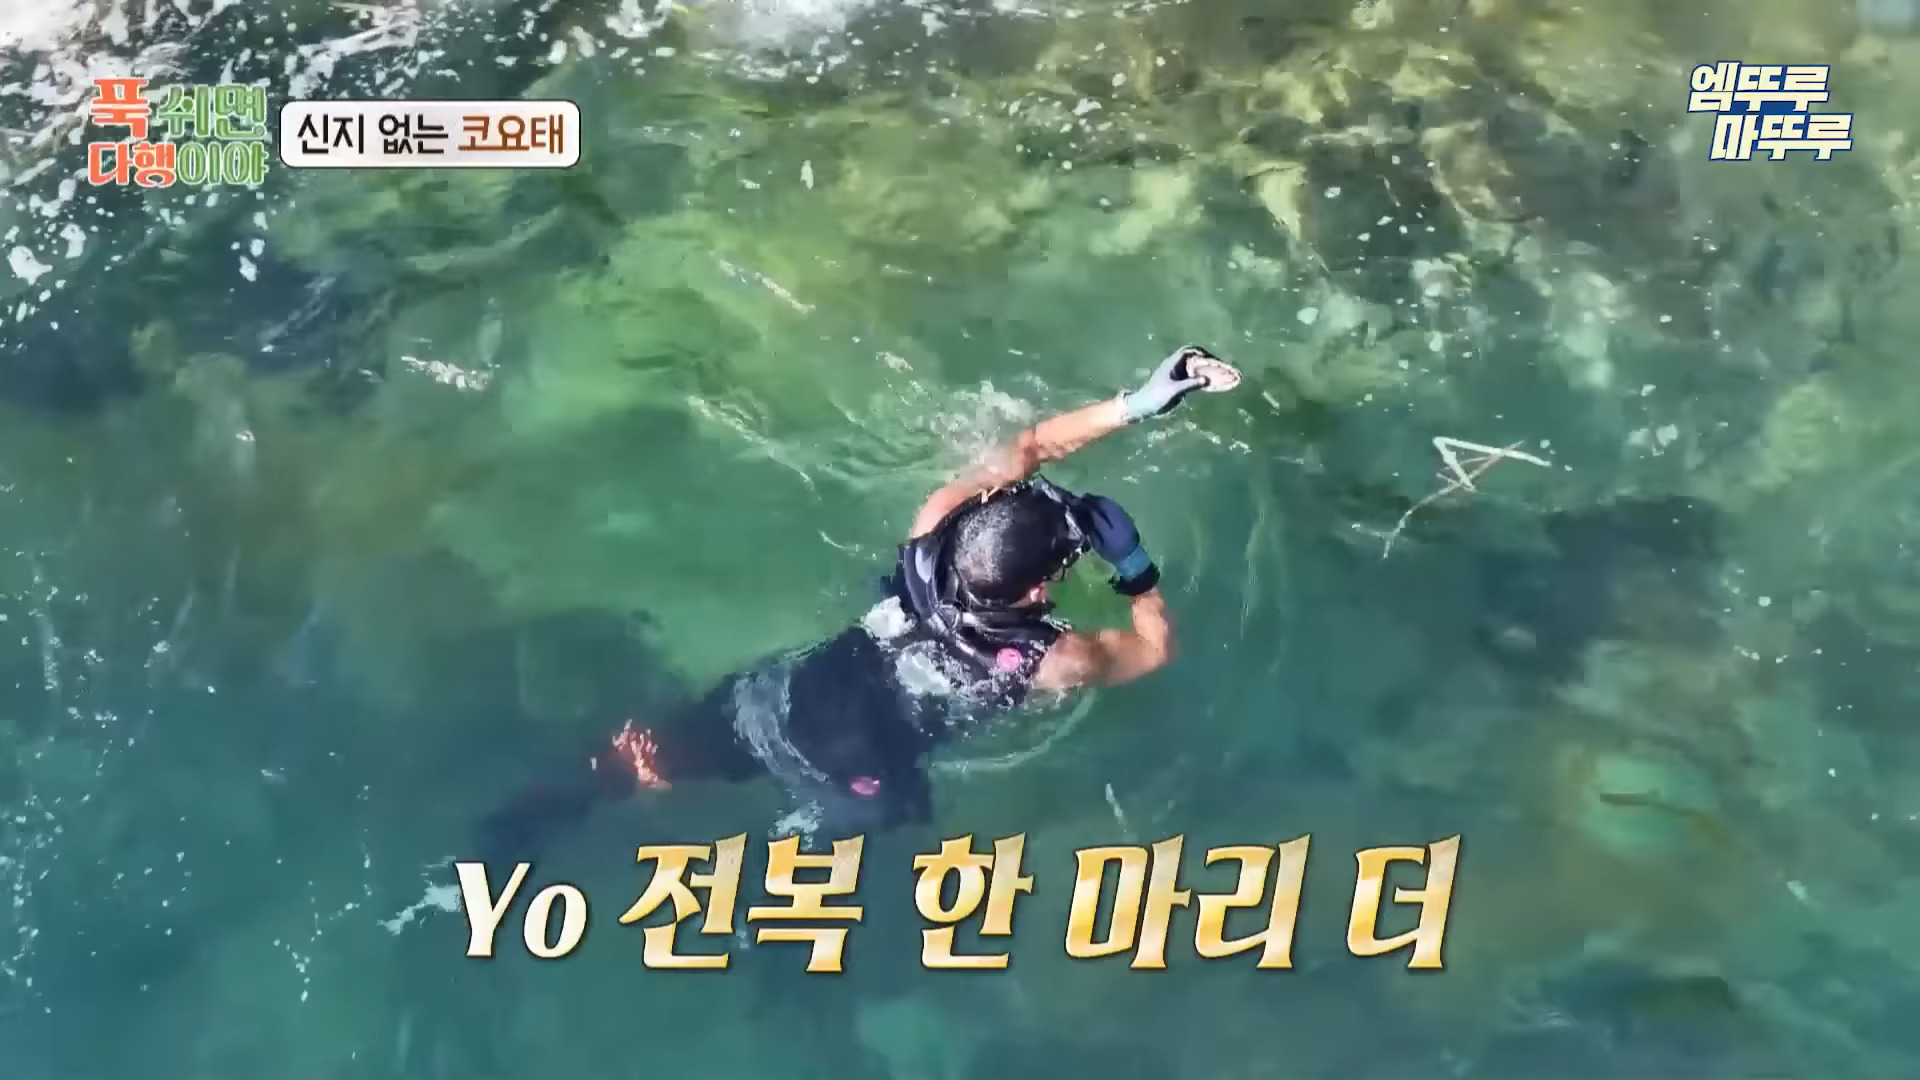 푹 쉬면
다행이야
신지 없는 코요태
엠뚜루
마뚜루
Yo 전복 한 마리 더